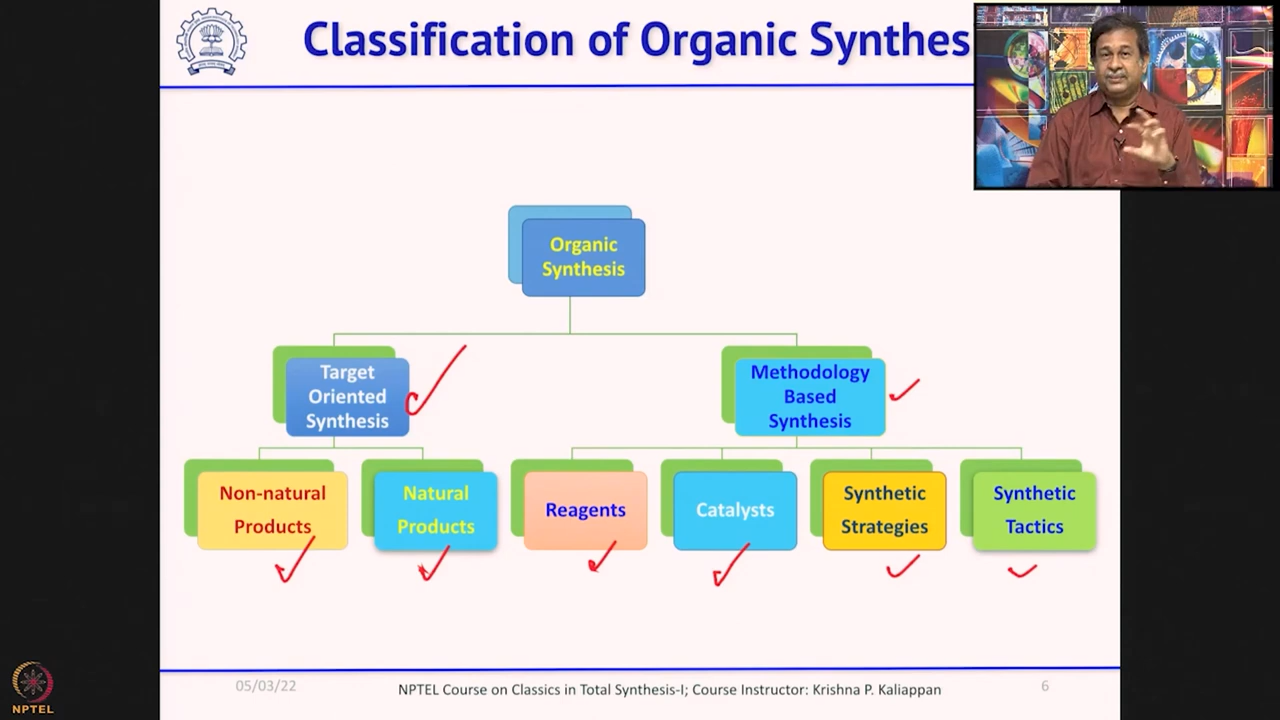 Classification of Organic Synthes
Organic
Synthesis
Target
Oriented
Synthesis
Methodology
Based
Synthesis
Non-natural
Products
Natural
Products
Reagents
Catalysts
Synthetic
Strategies
Synthetic
Tactics
05/03/22
NPTEL Course on Classics in Total Synthesis-I; Course Instructor: Krishna P. Kaliappan
6
NPTEL